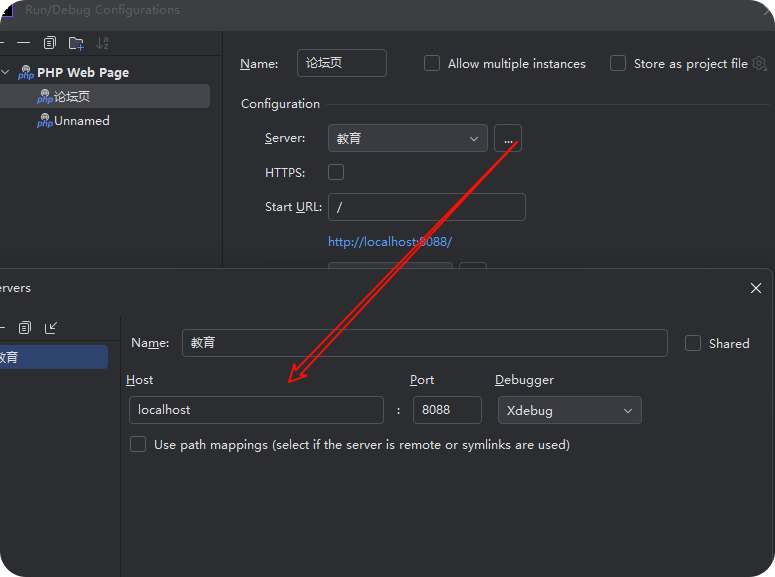 Run/Debug Configurations
Name: 论坛页 Allow multiple instances Store as project file
PHP Web Page
论坛页
Unnamed
Configuration
Server: 教育 ...
HTTPS:
Start URL: /
http://localhost:8088/
ervers
教育
Name: 教育 Shared
Host Port Debugger
localhost : 8088 Xdebug
Use path mappings (select if the server is remote or symlinks are used)